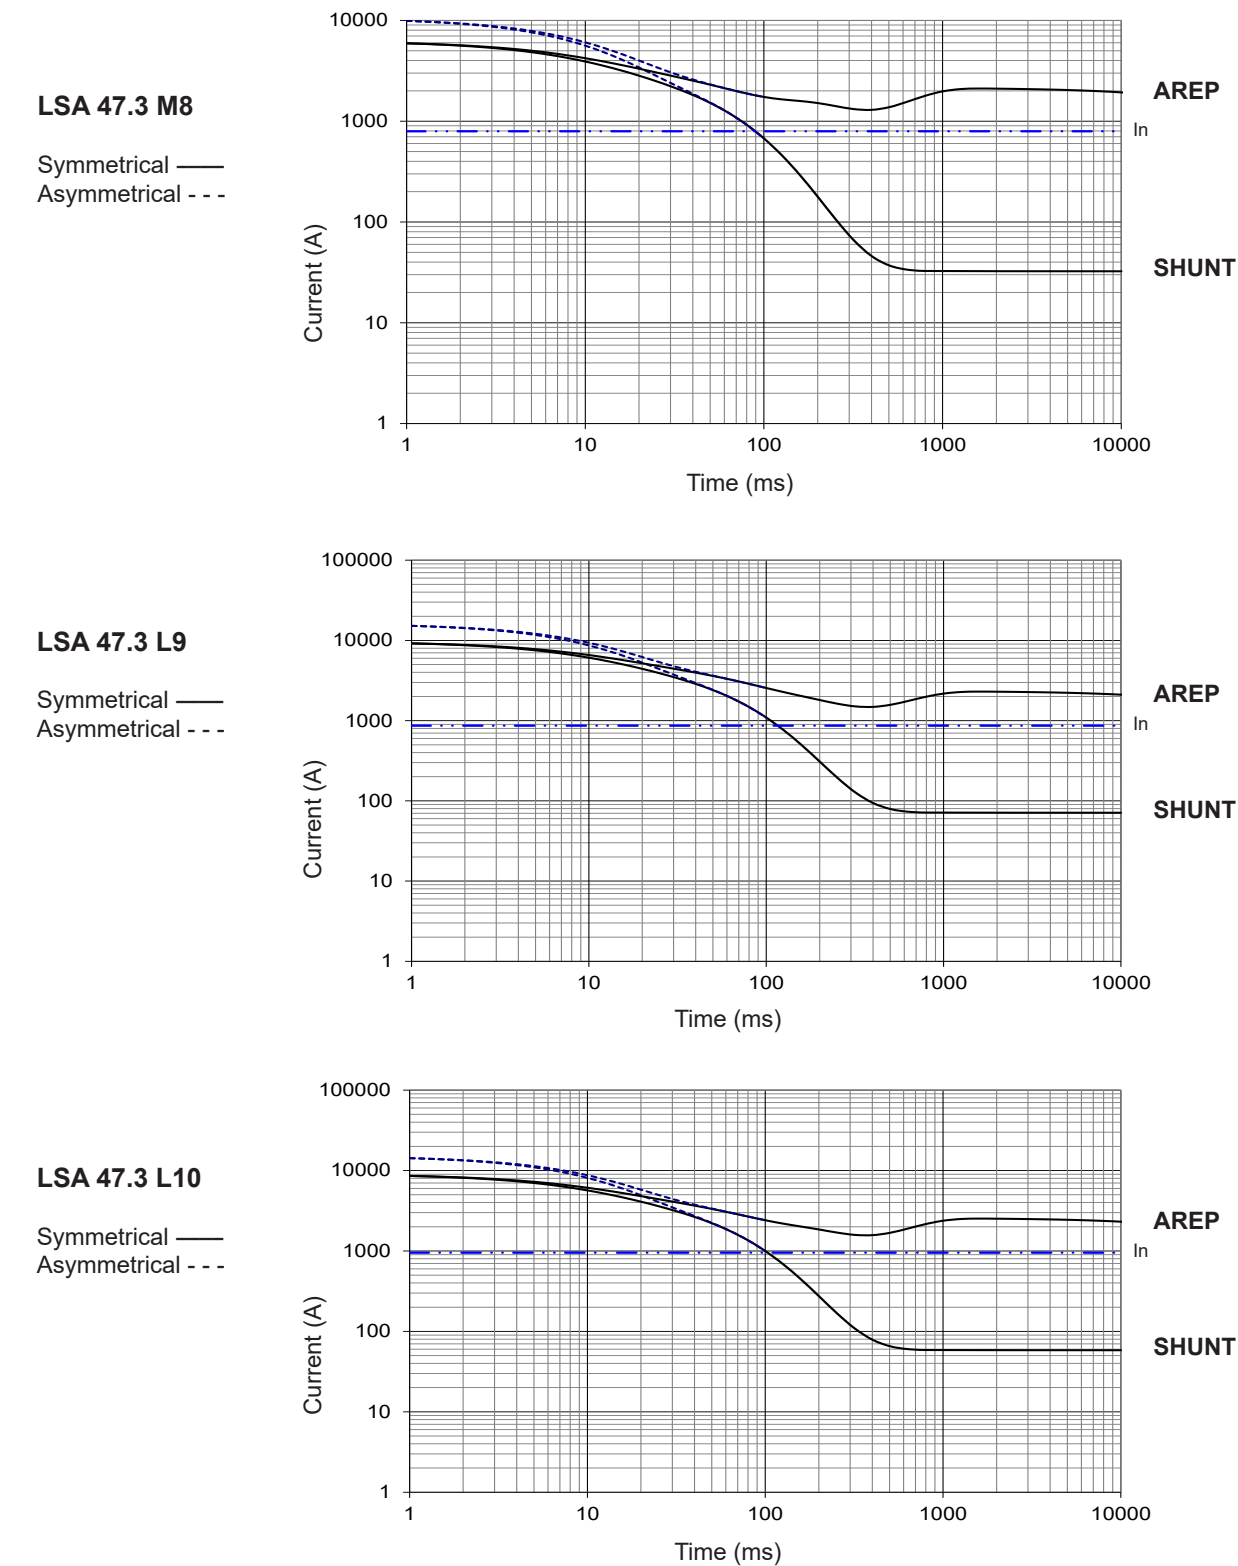 LSA 47.3 M8
Symmetrical
Asymmetrical - - -
Current (A)
10000
1000
100
10
1
1 10 100 1000 10000
Time (ms)
AREP
In
SHUNT
LSA 47.3 L9
Symmetrical
Asymmetrical - - -
Current (A)
100000
10000
1000
100
10
1
1 10 100 1000 10000
Time (ms)
AREP
In
SHUNT
LSA 47.3 L10
Symmetrical
Asymmetrical - - -
Current (A)
100000
10000
1000
100
10
1
1 10 100 1000 10000
Time (ms)
AREP
In
SHUNT